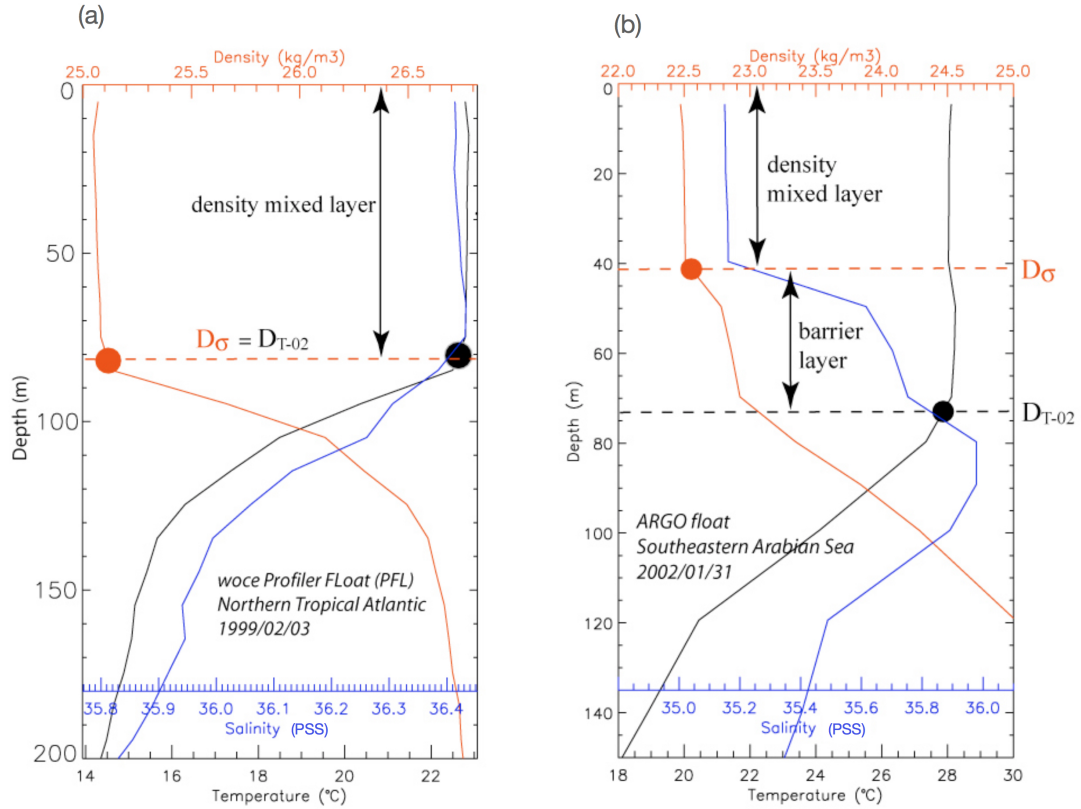 (a)
Density (kg/m3)
25.0 25.5 26.0 26.5
0
50
100
150
200
Depth (m)
density mixed layer
Dσ = DT-02
woce Profiler FLoat (PFL)
Northern Tropical Atlantic
1999/02/03
35.8 35.9 36.0 36.1 36.2 36.3 36.4
Salinity (PSS)
14 16 18 20 22
Temperature (°C)
(b)
Density (kg/m3)
22.0 22.5 23.0 23.5 24.0 24.5 25.0
0
20
40
60
80
100
120
140
Depth (m)
density
mixed layer
Dσ
barrier
layer
DT-02
ARGO float
Southeastern Arabian Sea
2002/01/31
35.0 35.2 35.4 35.6 35.8 36.0
Salinity (PSS)
18 20 22 24 26 28 30
Temperature (°C)